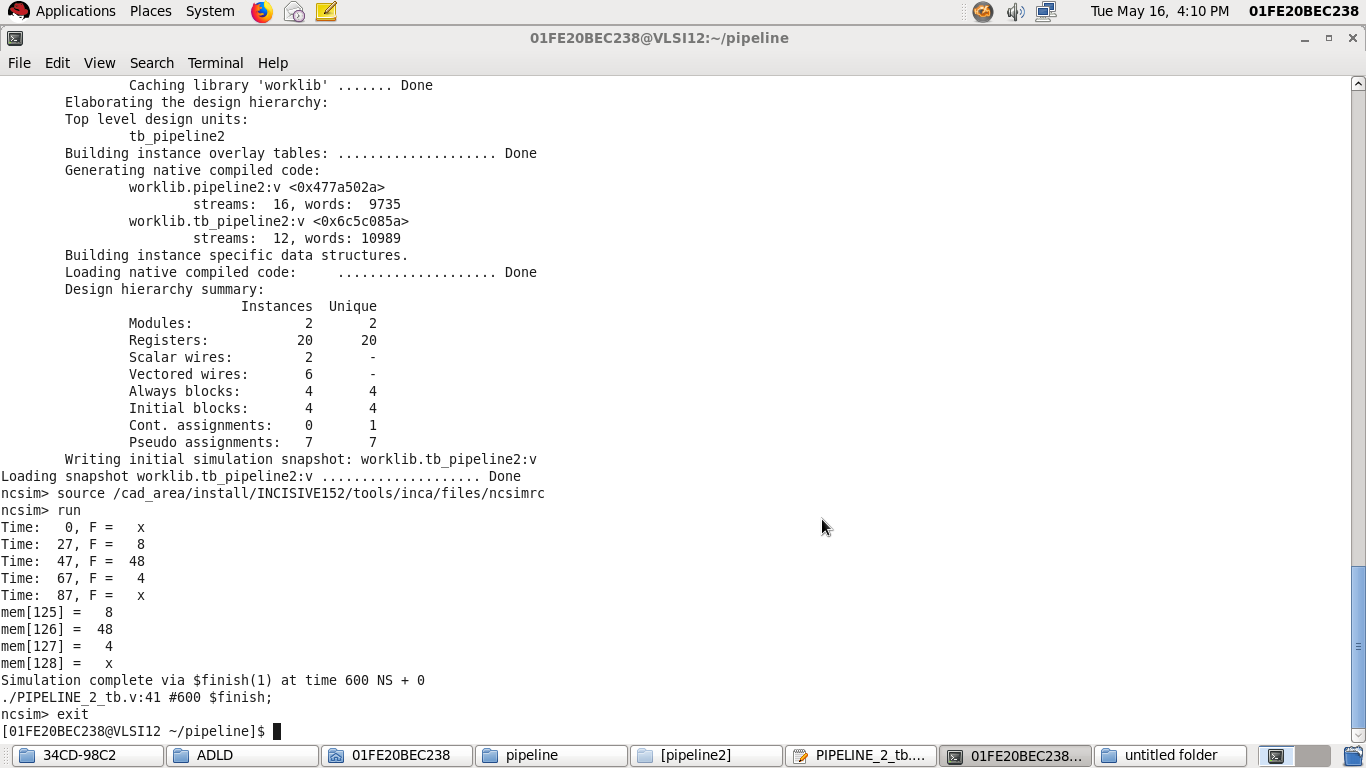 Applications Places System Tue May 16, 4:10 PM 01FE20BEC238
01FE20BEC238@VLSI12:~/pipeline
File Edit View Search Terminal Help
Caching library 'worklib' ....... Done
Elaborating the design hierarchy:
Top level design units:
tb_pipeline2
Building instance overlay tables: .................... Done
Generating native compiled code:
worklib.pipeline2:v <0x477a502a>
streams:  16, words:  9735
worklib.tb_pipeline2:v <0x6c5c085a>
streams:  12, words: 10989
Building instance specific data structures.
Loading native compiled code:     .................... Done
Design hierarchy summary:
Instances  Unique
Modules:              2       2
Registers:           20      20
Scalar wires:         2       -
Vectored wires:       6       -
Always blocks:        4       4
Initial blocks:       4       4
Cont. assignments:    0       1
Pseudo assignments:   7       7
Writing initial simulation snapshot: worklib.tb_pipeline2:v
Loading snapshot worklib.tb_pipeline2:v .................... Done
ncsim> source /cad_area/install/INCISIVE152/tools/inca/files/ncsimrc
ncsim> run
Time:   0, F =   x
Time:  27, F =   8
Time:  47, F =  48
Time:  67, F =   4
Time:  87, F =   x
mem[125] =   8
mem[126] =  48
mem[127] =   4
mem[128] =   x
Simulation complete via $finish(1) at time 600 NS + 0
./PIPELINE_2_tb.v:41 #600 $finish;
ncsim> exit
[01FE20BEC238@VLSI12 ~/pipeline]$
34CD-98C2 ADLD 01FE20BEC238 pipeline [pipeline2] PIPELINE_2_tb.... 01FE20BEC238... untitled folder